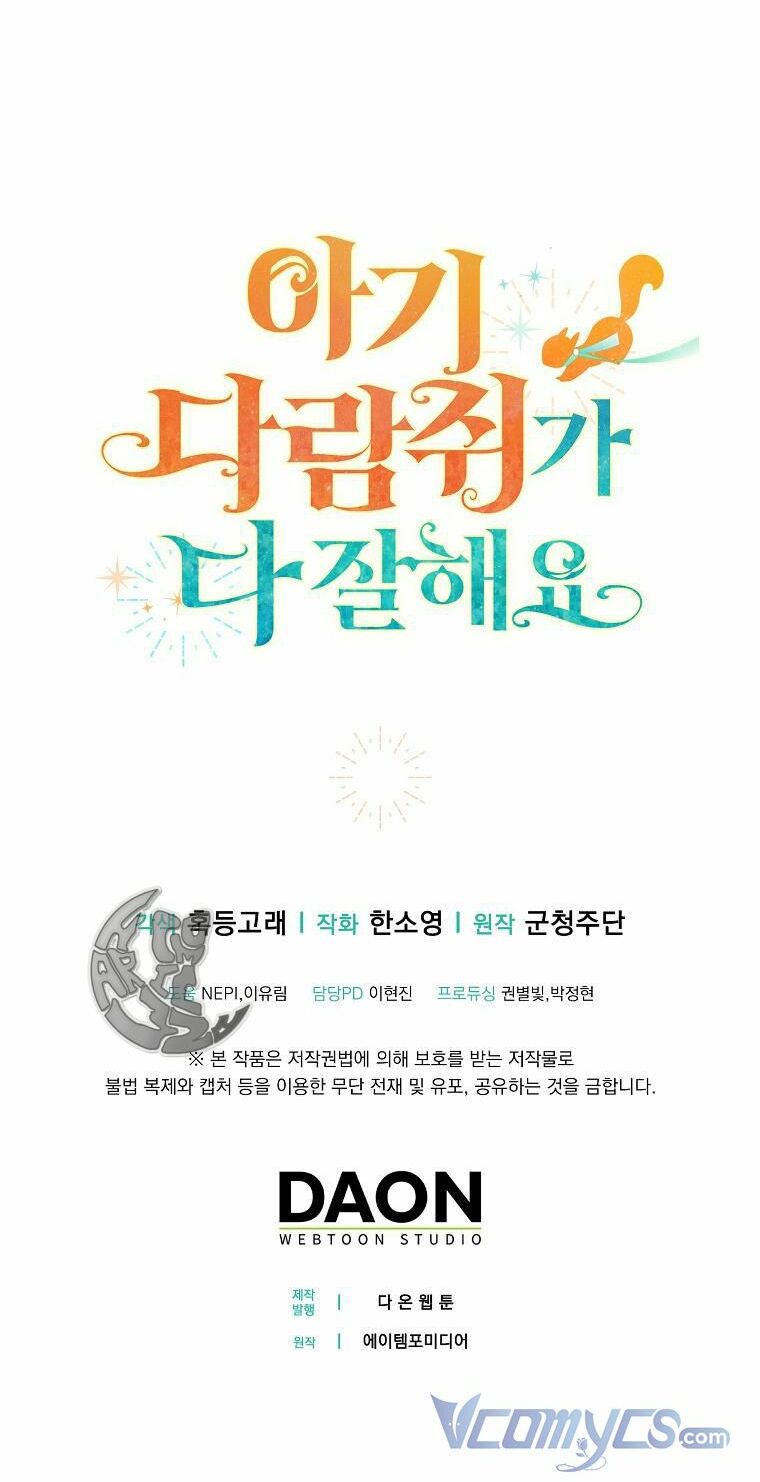 아기
다람쥐가
다 잘해요
각색 혹등고래 | 작화 한소영 | 원작 군청주단
도움 NEPI,이유림 담당PD 이현진 프로듀싱 권별빛,박정현
※ 본 작품은 저작권법에 의해 보호를 받는 저작물로
불법 복제와 캡처 등을 이용한 무단 전재 및 유포, 공유하는 것을 금합니다.
DAON
WEBTOON STUDIO
제작
발행 | 다온웹툰
원작 | 에이템포미디어
VCOMYCS.com